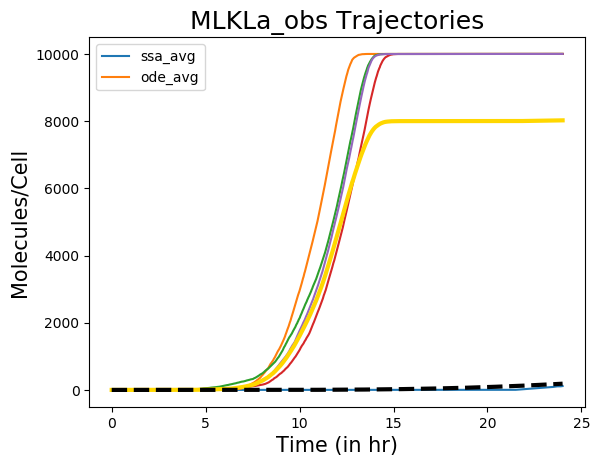 MLKLa_obs Trajectories
ssa_avg
ode_avg
10000
8000
6000
4000
2000
0
Molecules/Cell
0 5 10 15 20 25
Time (in hr)